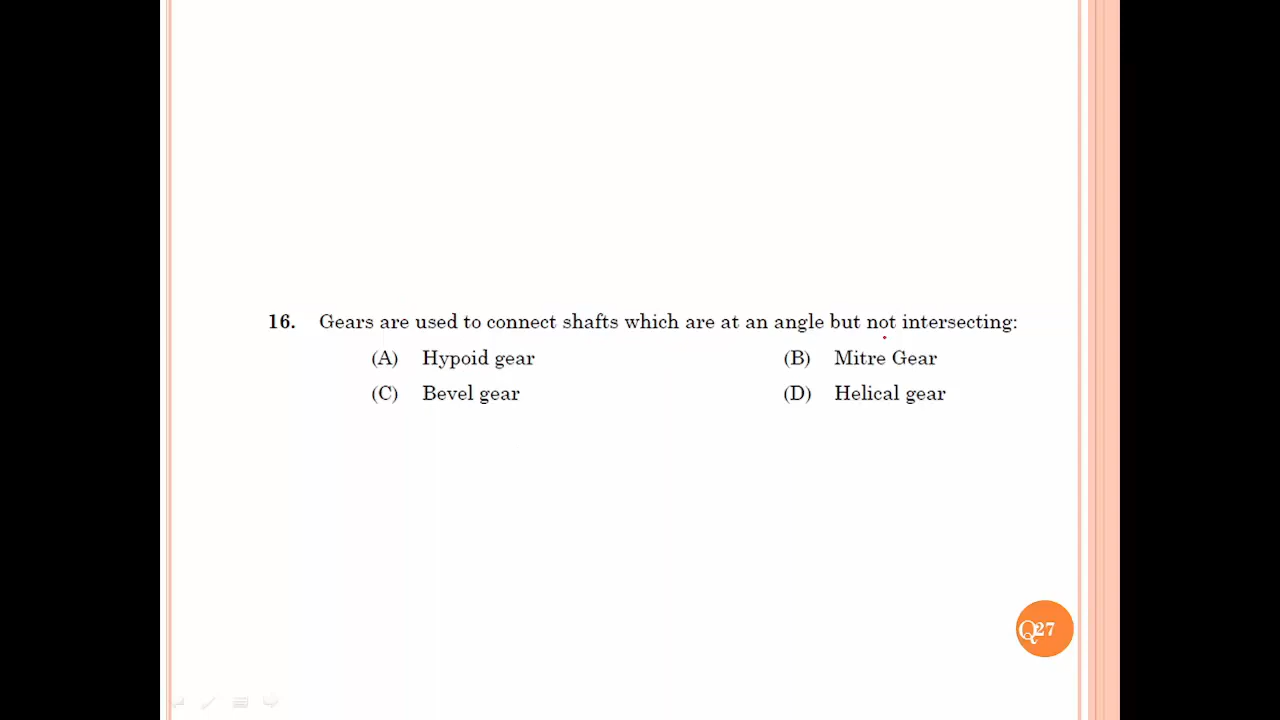 16. Gears are used to connect shafts which are at an angle but not intersecting:
(A) Hypoid gear (B) Mitre Gear
(C) Bevel gear (D) Helical gear
Q27